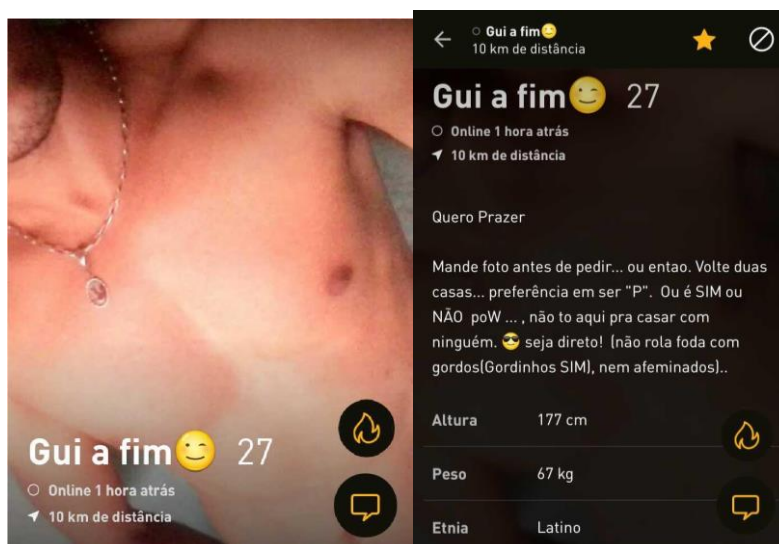 Gui a fim😉 27
Online 1 hora atrás
10 km de distância
Gui a fim😉
10 km de distância
Gui a fim😉 27
Online 1 hora atrás
10 km de distância
Quero Prazer
Mande foto antes de pedir... ou entao. Volte duas
casas... preferência em ser "P". Ou é SIM ou
NÃO poW ... , não to aqui pra casar com
ninguém. 😎 seja direto! (não rola foda com
gordos(Gordinhos SIM), nem afeminados)..
Altura 177 cm
Peso 67 kg
Etnia Latino